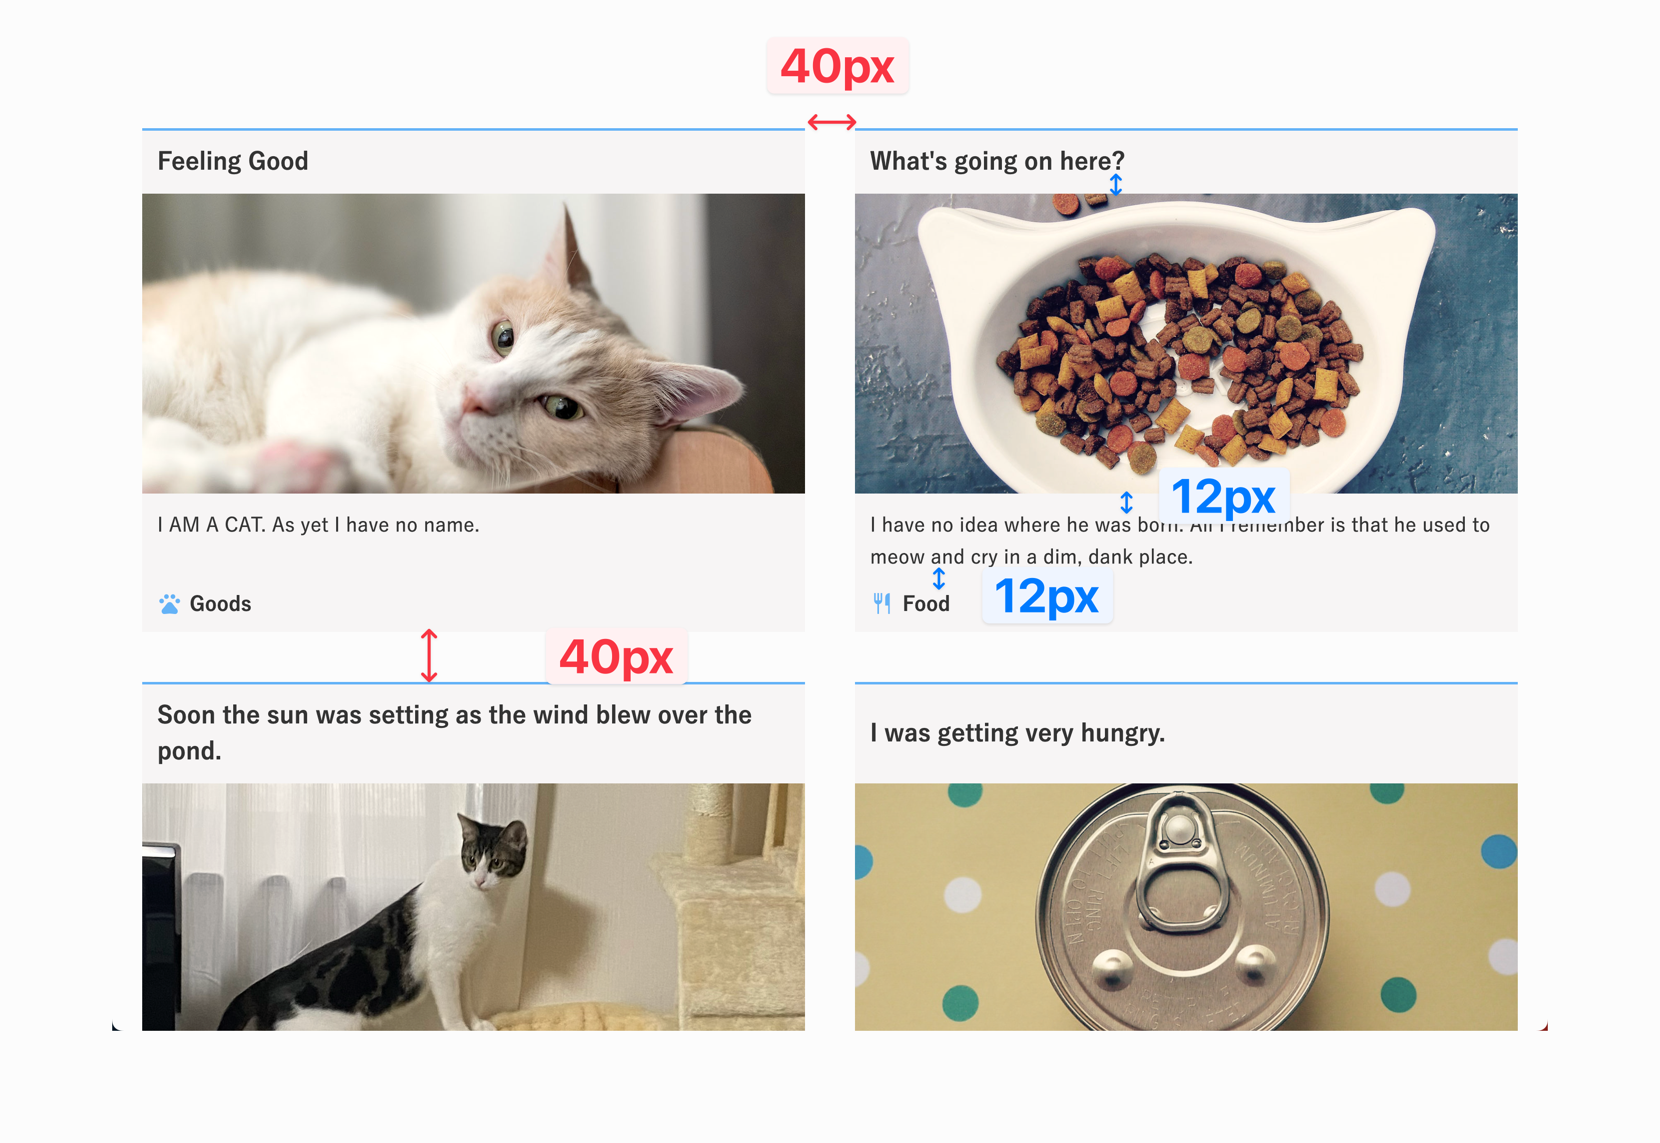 40px
Feeling Good
What's going on here?
12px
I AM A CAT. As yet I have no name.
I have no idea where he was born. All I remember is that he used to
meow and cry in a dim, dank place.
Goods
Food
12px
40px
Soon the sun was setting as the wind blew over the
pond.
I was getting very hungry.